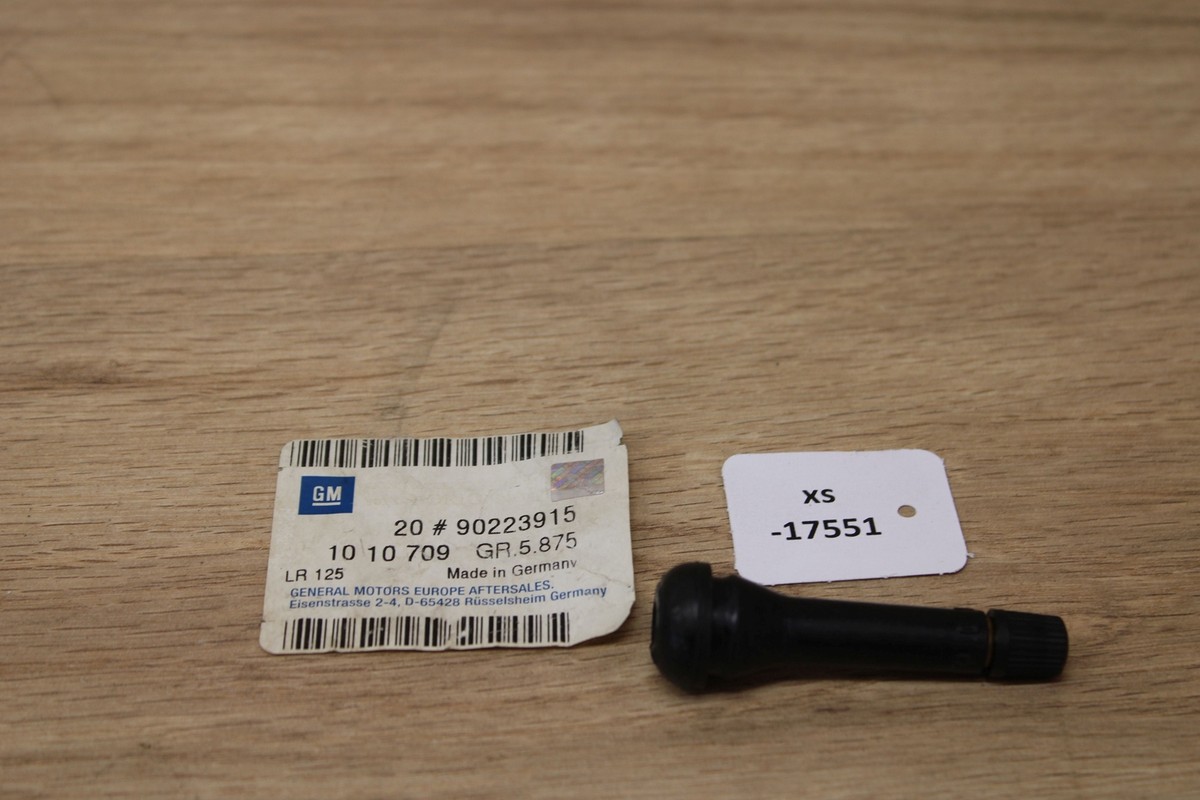 GM
20 # 90223915
10 10 709 GR.5.875
LR 125 Made in Germany
GENERAL MOTORS EUROPE AFTERSALES.
Eisenstrasse 2-4, D-65428 Rüsselsheim Germany
xs
-17551